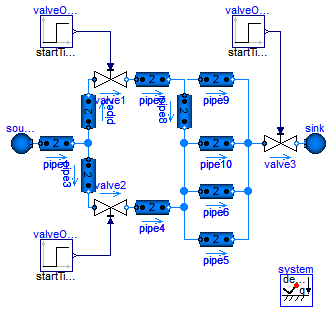 valveO...
valveO...
startTi...
startTi...
valve1
pipe7
pipe9
pipe8
sou...
sink
2
2
2
2
2
pipe1
pipe10
valve3
pipe3
2
valve2
2
pipe4
2
pipe6
valveO...
2
pipe5
startTi...
system
de...
g